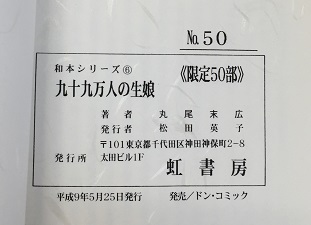 №50
和本シリーズ⑥
九十九万人の生娘 《限定50部》
著者 丸尾末広
発行者 松田英子
〒101東京都千代田区神田神保町2-8
発行所 太田ビル1F
虹書房
平成9年5月25日発行 発売/ドン・コミック